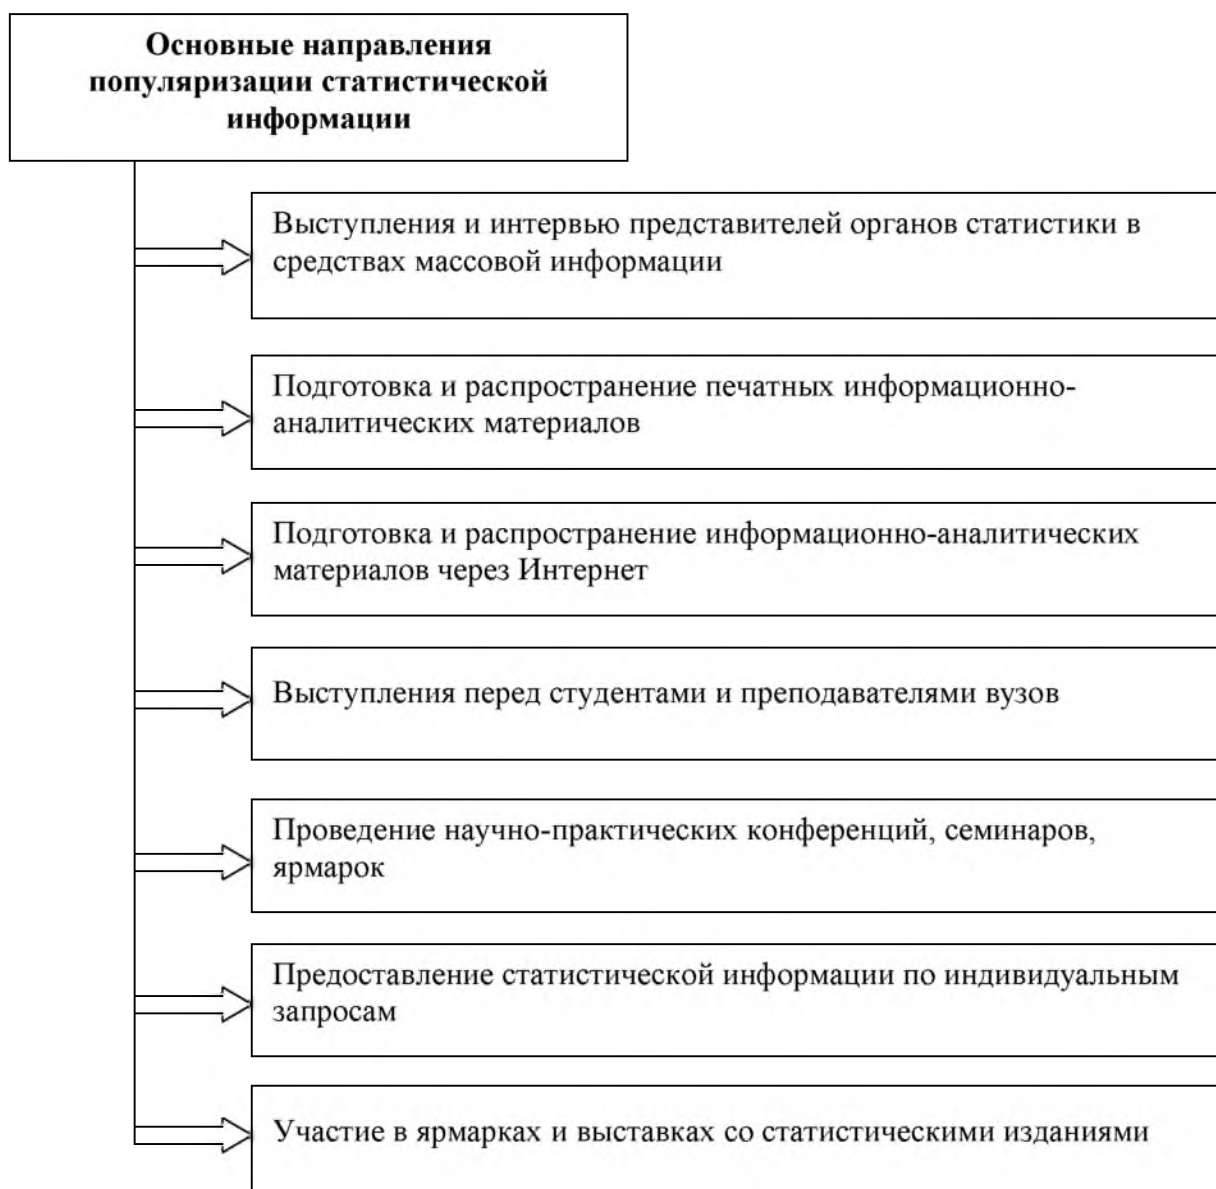 Основные направления
популяризации статистической
информации
Выступления и интервью представителей органов статистики в
средствах массовой информации
Подготовка и распространение печатных информационно-
аналитических материалов
Подготовка и распространение информационно-аналитических
материалов через Интернет
Выступления перед студентами и преподавателями вузов
Проведение научно-практических конференций, семинаров,
ярмарок
Предоставление статистической информации по индивидуальным
запросам
Участие в ярмарках и выставках со статистическими изданиями